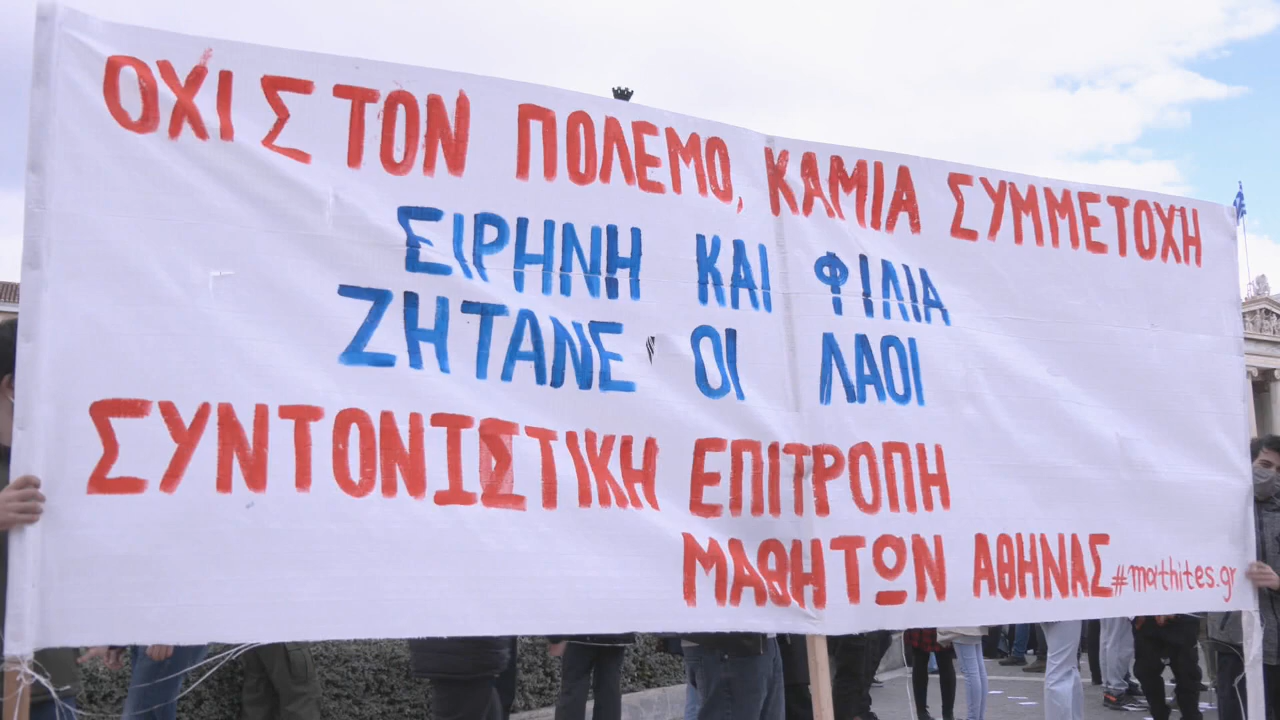 ΟΧΙ ΣΤΟΝ ΠΟΛΕΜΟ, ΚΑΜΙΑ ΣΥΜΜΕΤΟΧΗ
ΕΙΡΗΝΗ ΚΑΙ ΦΙΛΙΑ
ΖΗΤΑΝΕ ΟΙ ΛΑΟΙ
ΣΥΝΤΟΝΙΣΤΙΚΗ ΕΠΙΤΡΟΠΗ
ΜΑΘΗΤΩΝ ΑΘΗΝΑΣ #mathites.gr